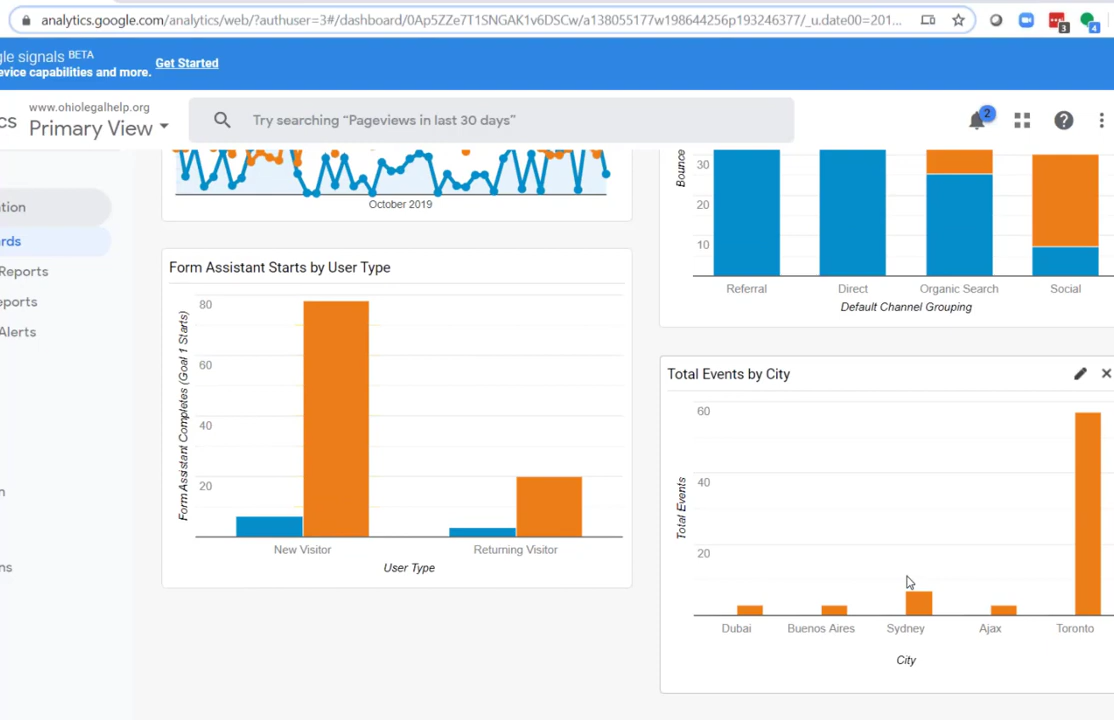 analytics.google.com/analytics/web/?authuser=3#/dashboard/0Ap5ZZe7T1SNGAK1v6DSCw/a138055177w198644256p193246377/_u.date00=201...
3
4
gle signals BETA
evice capabilities and more. Get Started
www.ohiolegalhelp.org
CS Primary View
Try searching “Pageviews in last 30 days”
2
tion
rds
Reports
eports
Alerts
n
ns
October 2019
Bounce
30
20
10
Referral Direct Organic Search Social
Default Channel Grouping
Form Assistant Starts by User Type
Form Assistant Completes (Goal 1 Starts)
80
60
40
20
New Visitor Returning Visitor
User Type
Total Events by City
Total Events
60
40
20
Dubai Buenos Aires Sydney Ajax Toronto
City